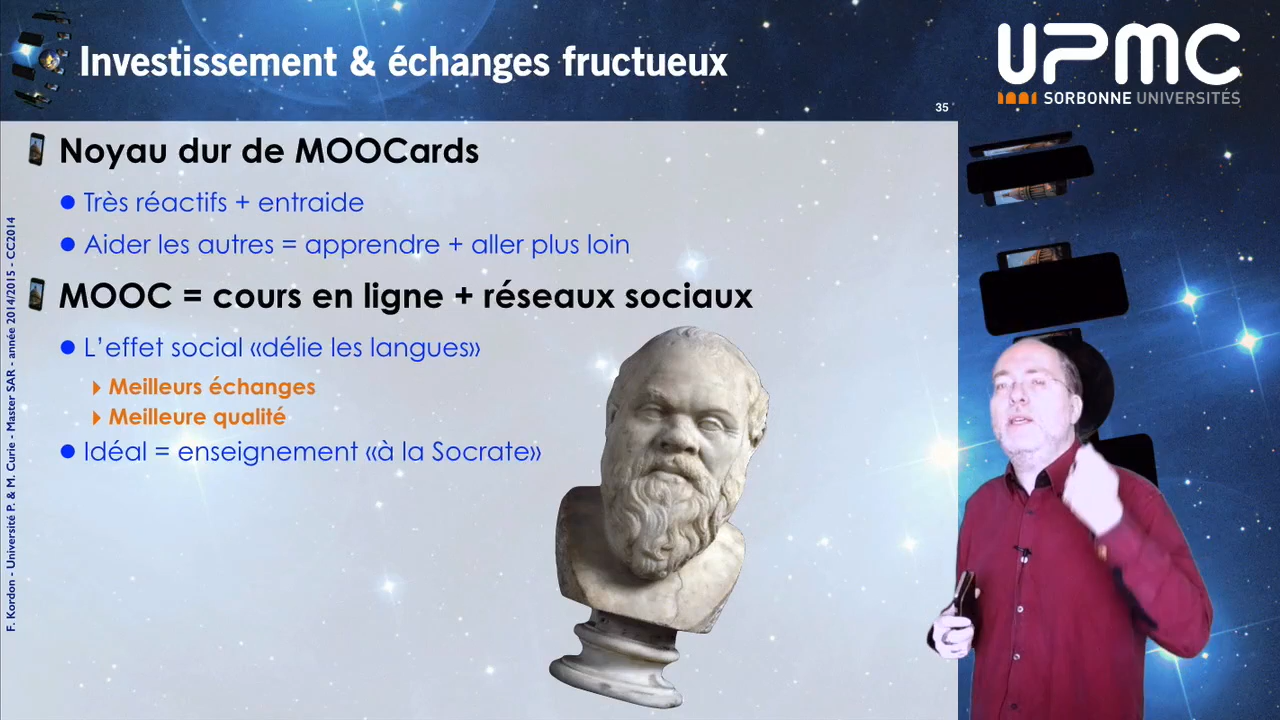 Investissement & échanges fructueux
UPMC
SORBONNE UNIVERSITÉS
35
Noyau dur de MOOCards
Très réactifs + entraide
Aider les autres = apprendre + aller plus loin
MOOC = cours en ligne + réseaux sociaux
L'effet social «délie les langues»
Meilleurs échanges
Meilleure qualité
Idéal = enseignement «à la Socrate»
F. Kordon - Université P. & M. Curie - Master SAR - année 2014/2015 - CC2014